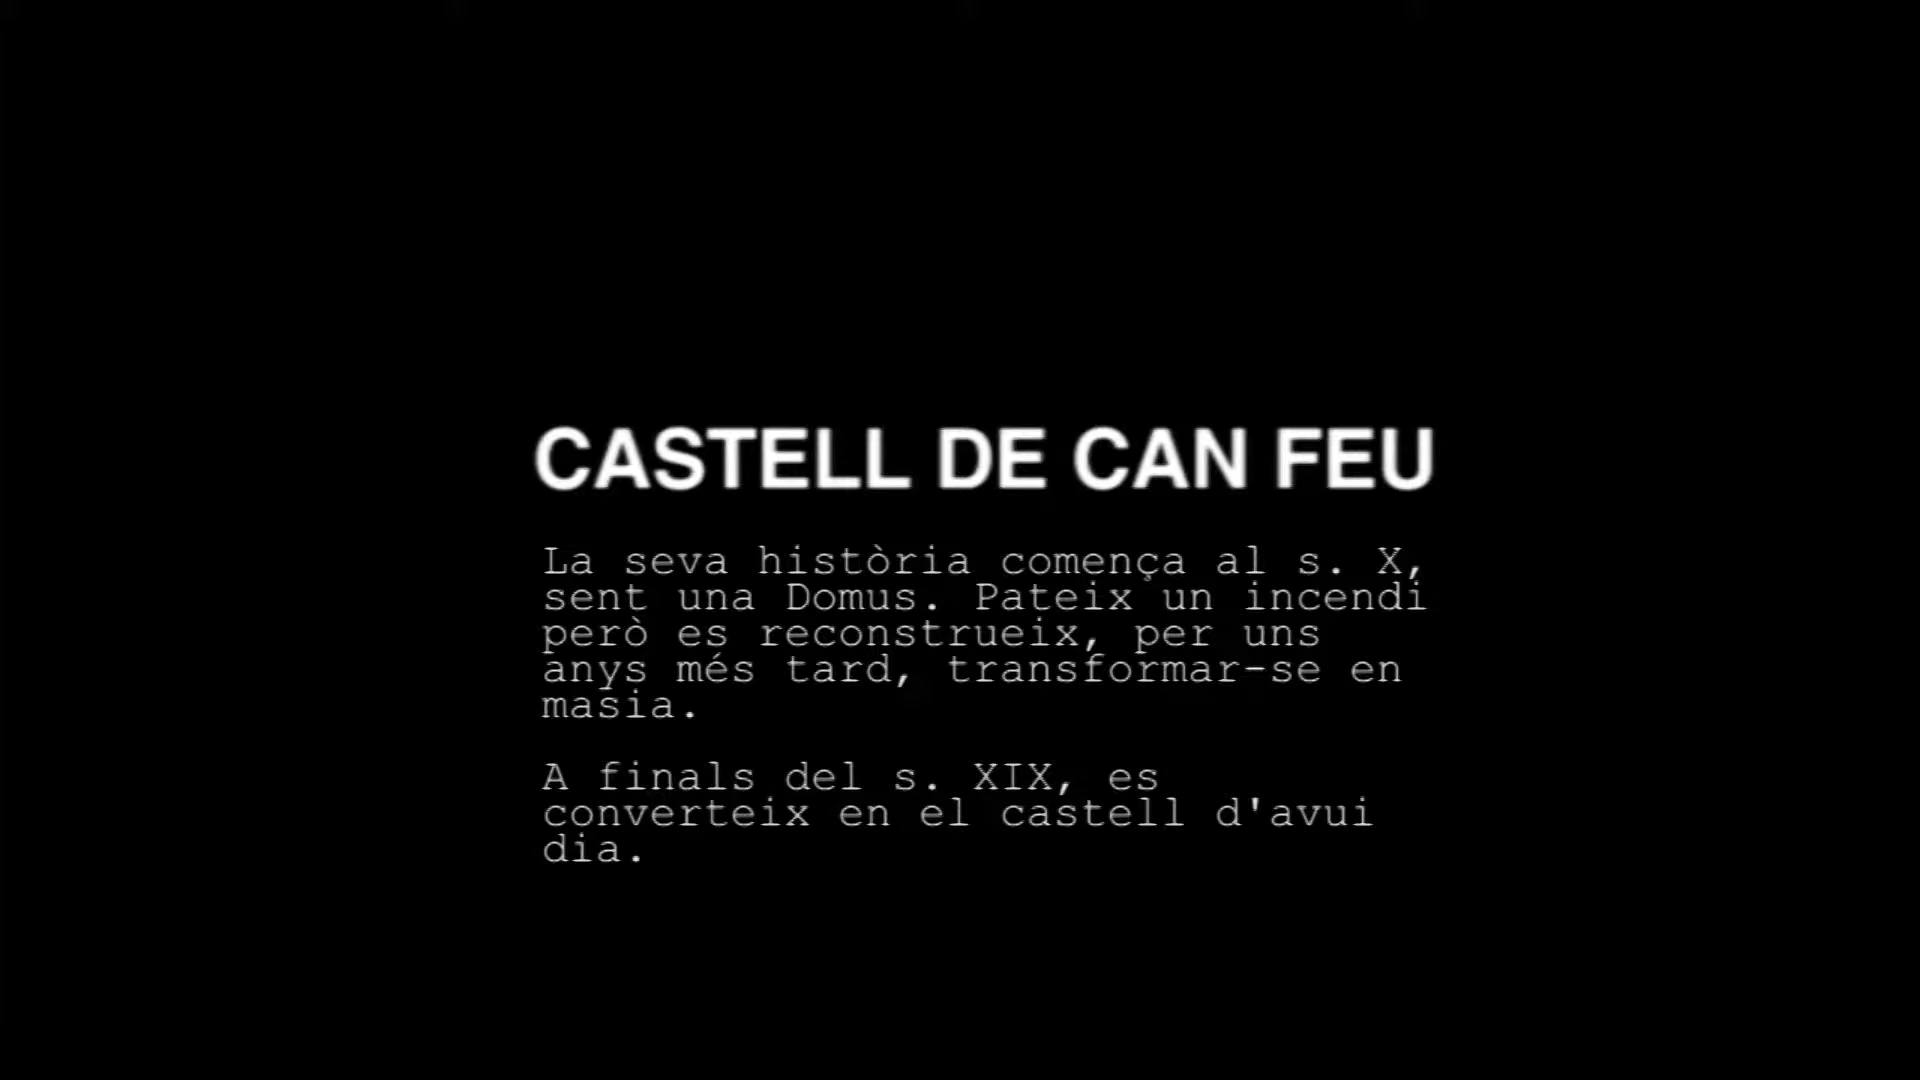 CASTELL DE CAN FEU
La seva història comença al s. X,
sent una Domus. Pateix un incendi
però es reconstrueix, per uns
anys més tard, transformar-se en
masia.
A finals del s. XIX, es
converteix en el castell d'avui
dia.